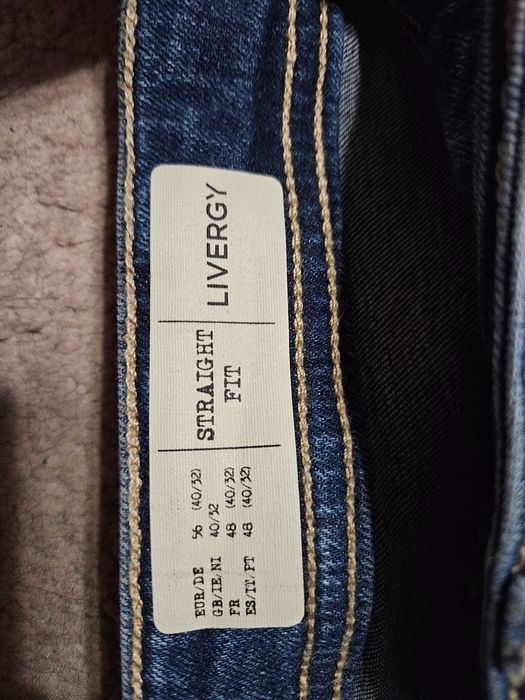 LIVERGY
STRAIGHT
FIT
EUR/DE 56 (40/32)
GB/IE/NI 40/32
FR 48 (40/32)
ES/IT/PT 48 (40/32)